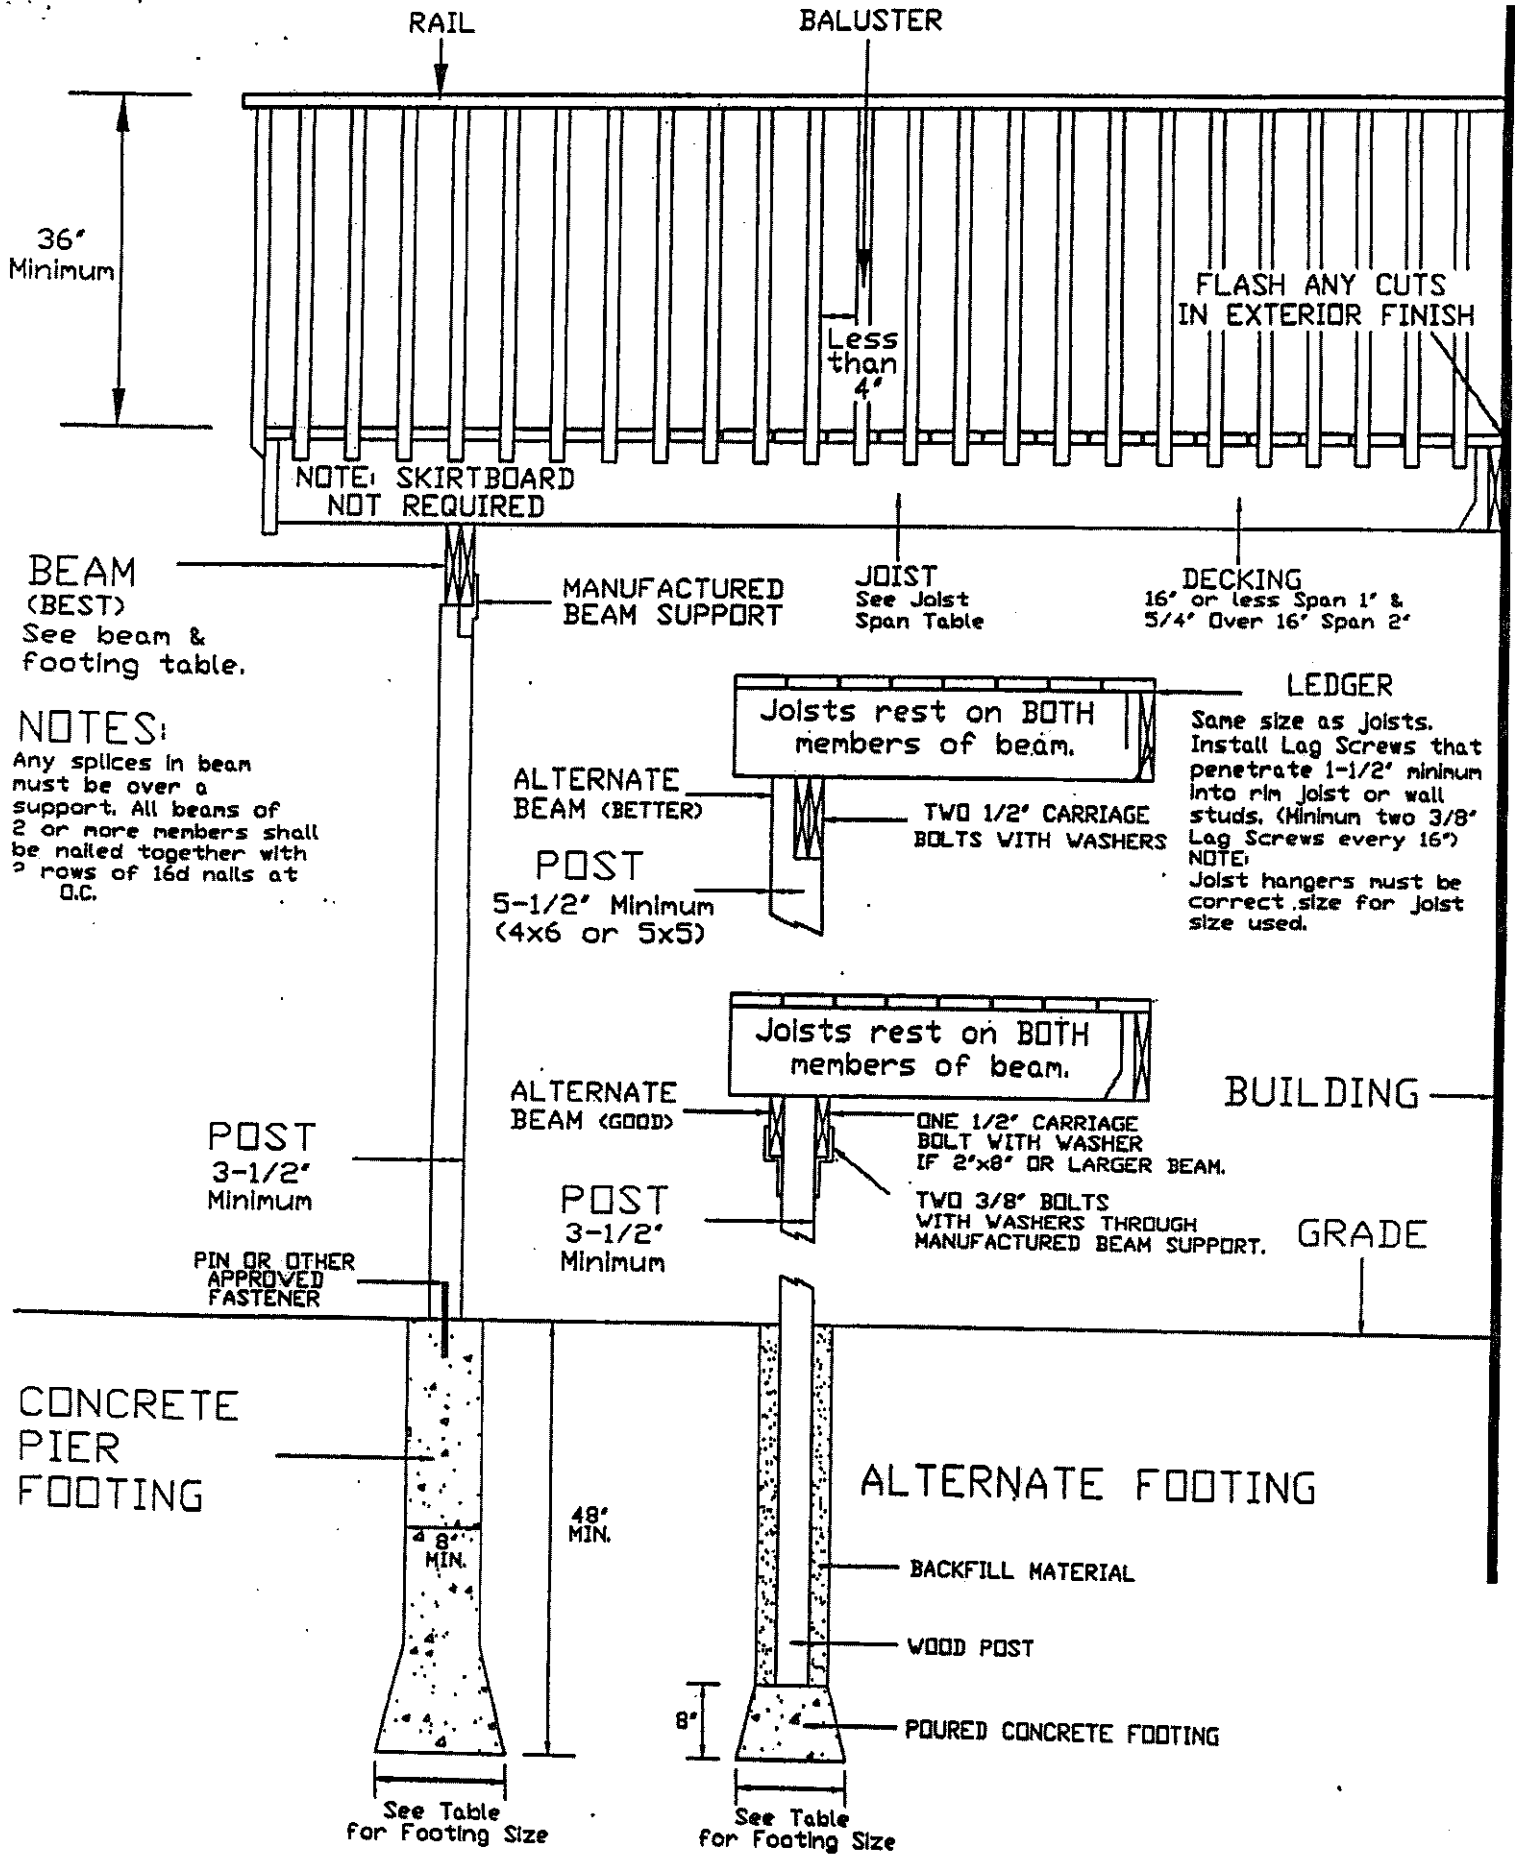 RAIL
BALUSTER
36"
Minimum
FLASH ANY CUTS
IN EXTERIOR FINISH
Less
than
4"
NOTE: SKIRTBOARD
NOT REQUIRED
BEAM
(BEST)
See beam &
footing table.
MANUFACTURED
BEAM SUPPORT
JOIST
See Joist
Span Table
DECKING
16" or less Span 1" &
5/4" Over 16" Span 2"
NOTES:
Any splices in beam
must be over a
support. All beams of
2 or more members shall
be nailed together with
rows of 16d nails at
O.C.
Joists rest on BOTH
members of beam.
LEDGER
Same size as joists.
Install Lag Screws that
penetrate 1-1/2" minimum
into rim joist or wall
studs. (Minimum two 3/8"
Lag Screws every 16")
NOTE:
Joist hangers must be
correct size for joist
size used.
ALTERNATE
BEAM (BETTER)
TWO 1/2" CARRIAGE
BOLTS WITH WASHERS
POST
5-1/2" Minimum
(4x6 or 5x5)
Joists rest on BOTH
members of beam.
ALTERNATE
BEAM (GOOD)
ONE 1/2" CARRIAGE
BOLT WITH WASHER
IF 2"x8" OR LARGER BEAM.
BUILDING
POST
3-1/2"
Minimum
POST
3-1/2"
Minimum
TWO 3/8" BOLTS
WITH WASHERS THROUGH
MANUFACTURED BEAM SUPPORT.
GRADE
PIN OR OTHER
APPROVED
FASTENER
CONCRETE
PIER
FOOTING
8"
MIN.
48"
MIN.
ALTERNATE FOOTING
BACKFILL MATERIAL
WOOD POST
8"
POURED CONCRETE FOOTING
See Table
for Footing Size
See Table
for Footing Size